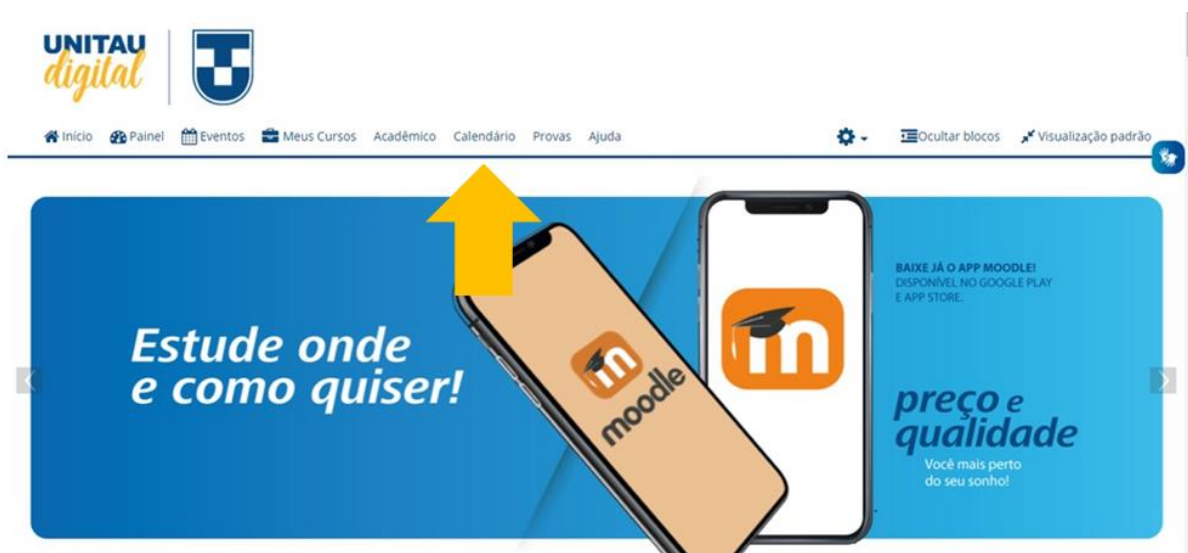 UNITAU
digital
Início Painel Eventos Meus Cursos Acadêmico Calendário Provas Ajuda Ocultar blocos Visualização padrão
Estude onde
e como quiser!
moodle
m
BAIXE JÁ O APP MOODLE!
DISPONÍVEL NO GOOGLE PLAY
E APP STORE.
preço e
qualidade
Você mais perto
do seu sonho!